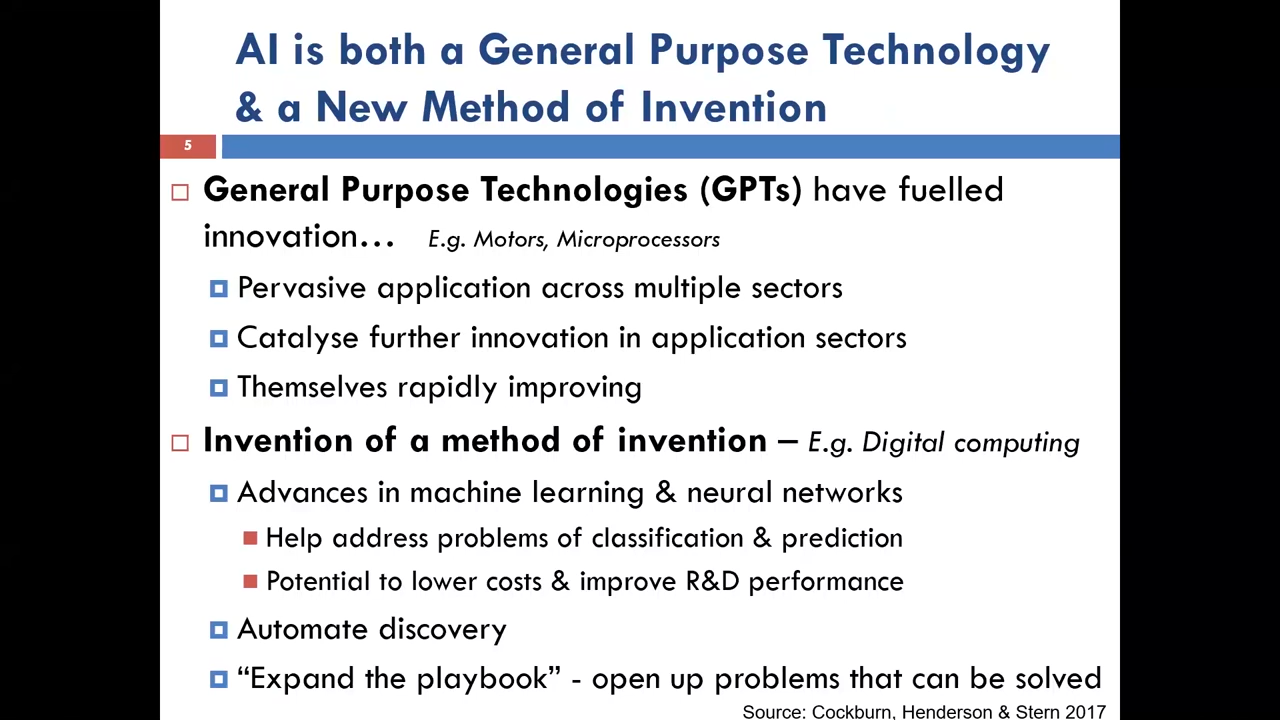 AI is both a General Purpose Technology
& a New Method of Invention
5
General Purpose Technologies (GPTs) have fuelled
innovation... E.g. Motors, Microprocessors
Pervasive application across multiple sectors
Catalyse further innovation in application sectors
Themselves rapidly improving
Invention of a method of invention – E.g. Digital computing
Advances in machine learning & neural networks
Help address problems of classification & prediction
Potential to lower costs & improve R&D performance
Automate discovery
“Expand the playbook” - open up problems that can be solved
Source: Cockburn, Henderson & Stern 2017